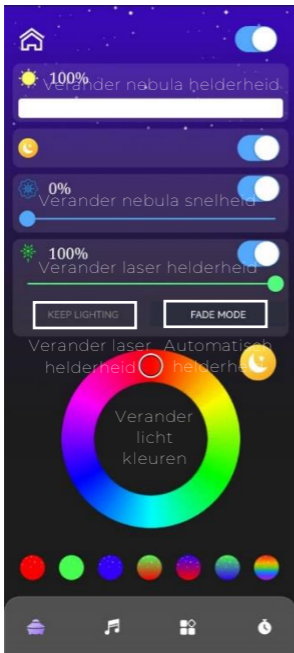 100%
Verander nebula helderheid
0%
Verander nebula snelheid
100%
Verander laser helderheid
KEEP LIGHTING FADE MODE
Verander laser Automatisch
helderheid helderhe
Verander
licht
kleuren